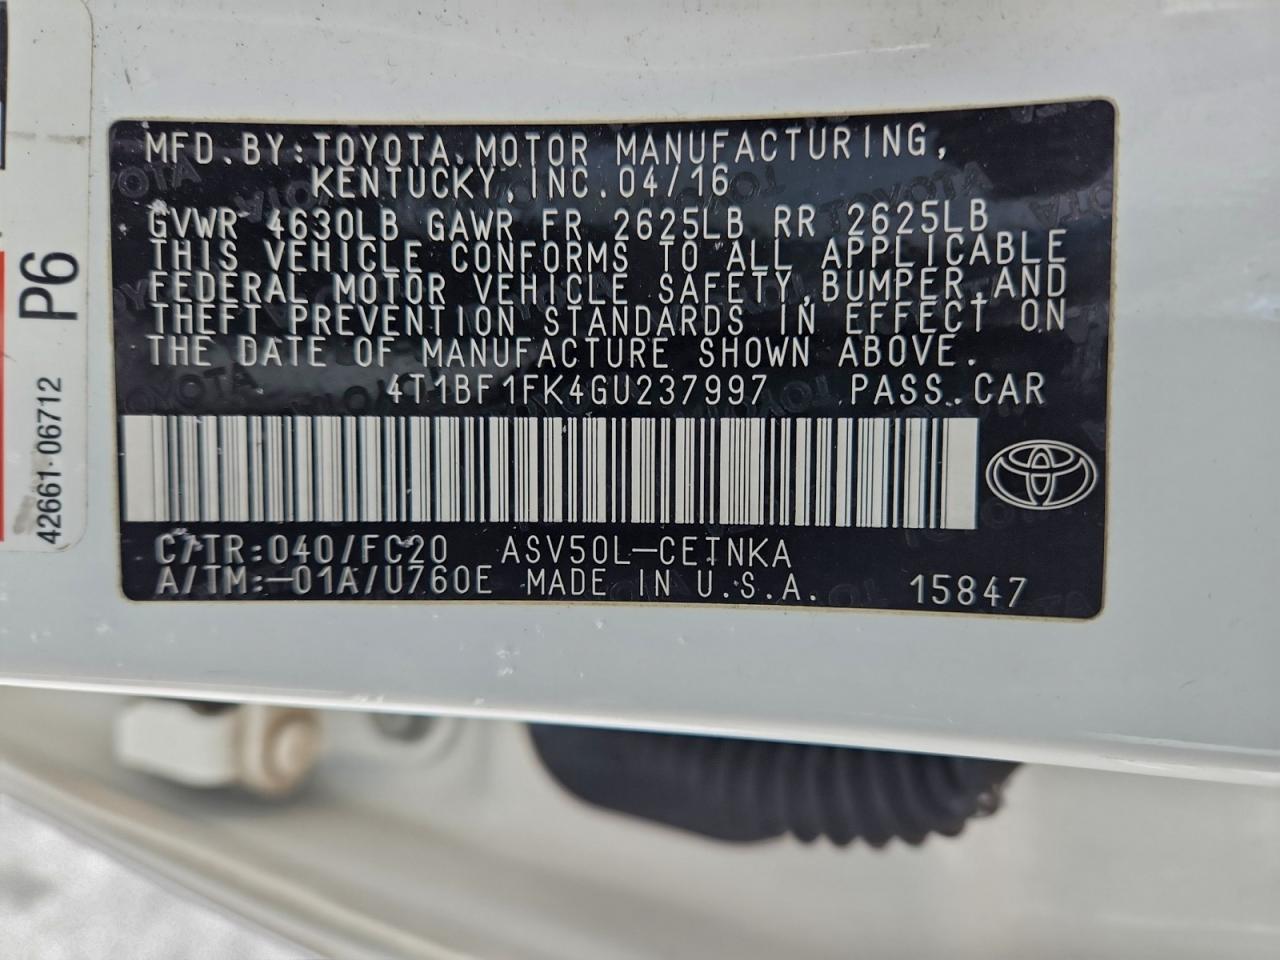 MFD.BY:TOYOTA MOTOR MANUFACTURING,
KENTUCKY, INC. 04/16
GVWR 4630LB GAWR FR 2625LB RR 2625LB
THIS VEHICLE CONFORMS TO ALL APPLICABLE
FEDERAL MOTOR VEHICLE SAFETY,BUMPER,AND
THEFT PREVENTION STANDARDS IN EFFECT ON
THE DATE OF MANUFACTURE SHOWN ABOVE.
4T1BF1FK4GU237997 PASS.CAR
C/TR:040/FC20 ASV50L-CETNKA
A/TM:-01A/U760E MADE IN U.S.A. 15847
P6
42661-06712